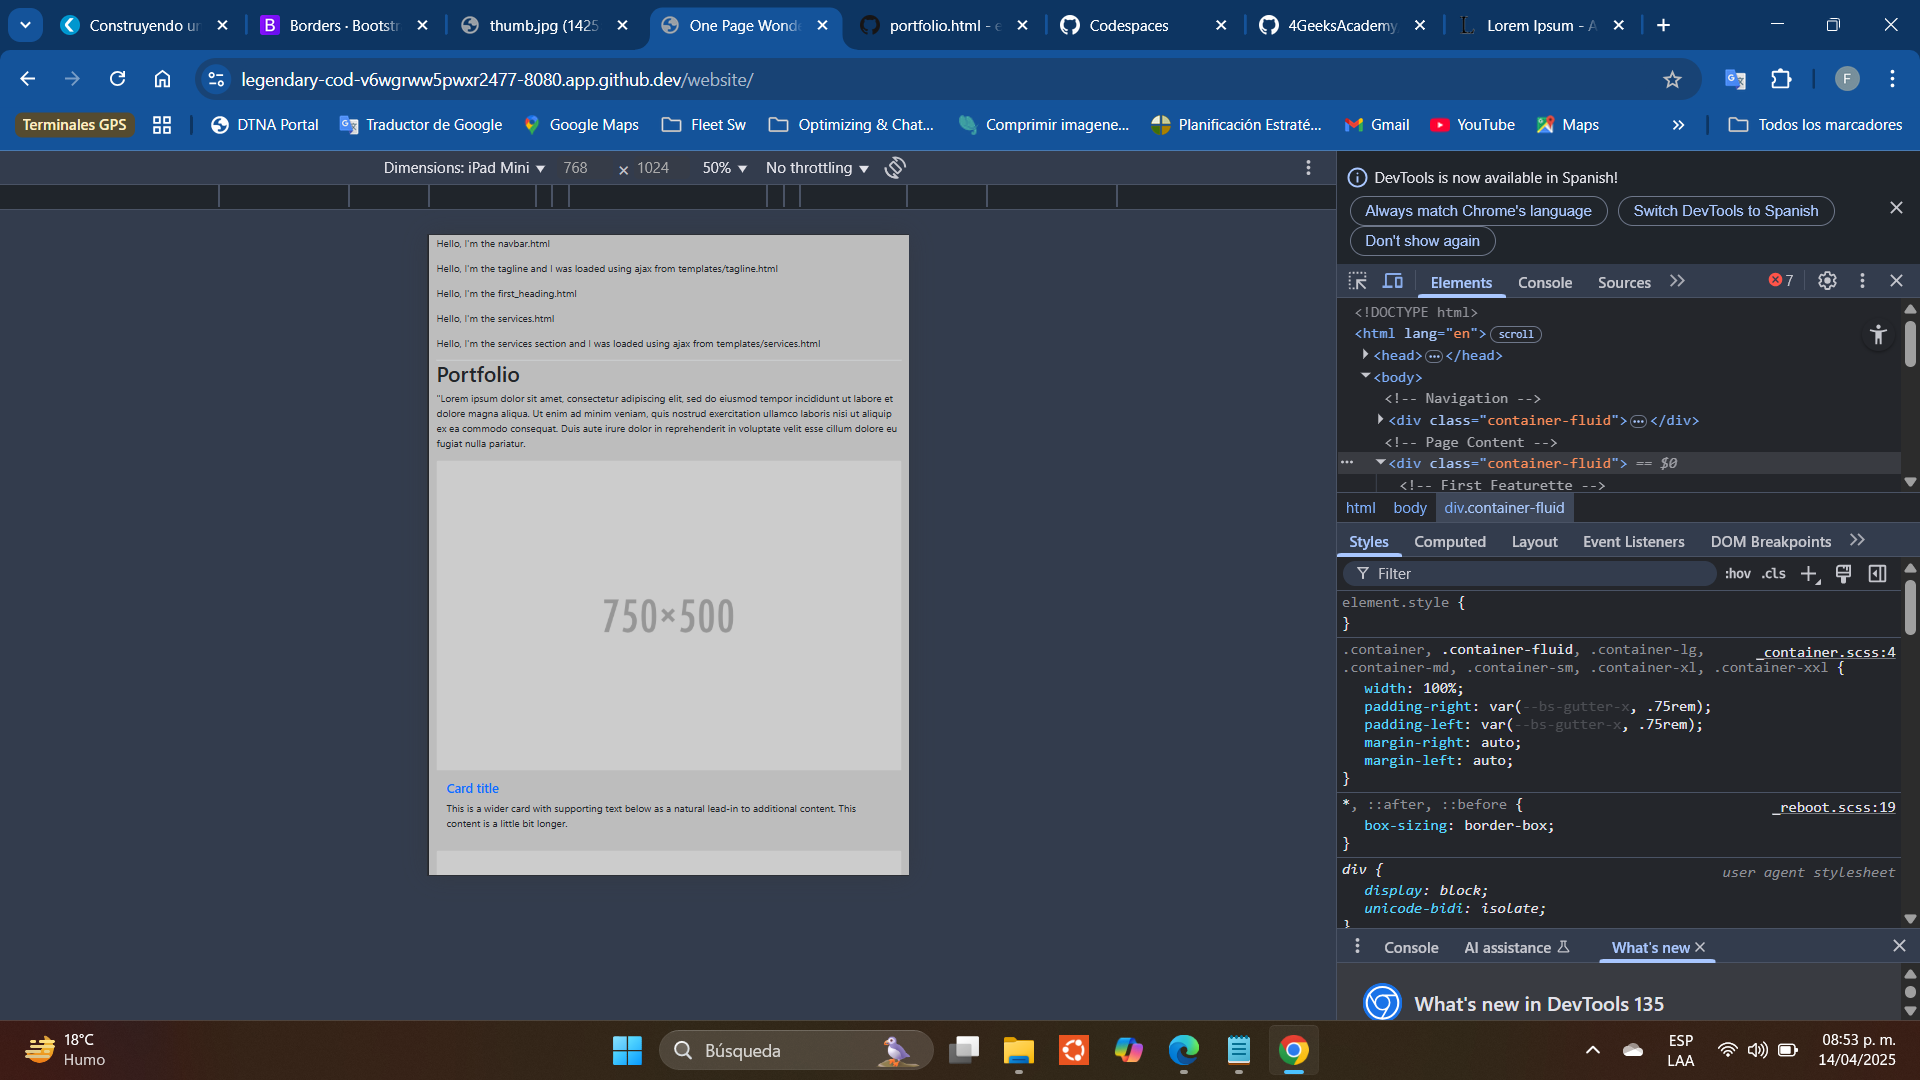 Construyendo un
Borders · Bootstr
thumb.jpg (1425
One Page Wonde
portfolio.html - e
Codespaces
4GeeksAcademy,
Lorem Ipsum - A
legendary-cod-v6wgrww5pwxr2477-8080.app.github.dev/website/
F
Terminales GPS
DTNA Portal
Traductor de Google
Google Maps
Fleet Sw
Optimizing & Chat...
Comprimir imagene...
Planificación Estraté...
Gmail
YouTube
Maps
»
Todos los marcadores
Dimensions: iPad Mini ▼ 768 × 1024 50% ▼ No throttling ▼
Hello, I'm the navbar.html
Hello, I'm the tagline and I was loaded using ajax from templates/tagline.html
Hello, I'm the first_heading.html
Hello, I'm the services.html
Hello, I'm the services section and I was loaded using ajax from templates/services.html
Portfolio
"Lorem ipsum dolor sit amet, consectetur adipiscing elit, sed do eiusmod tempor incididunt ut labore et
dolore magna aliqua. Ut enim ad minim veniam, quis nostrud exercitation ullamco laboris nisi ut aliquip
ex ea commodo consequat. Duis aute irure dolor in reprehenderit in voluptate velit esse cillum dolore eu
fugiat nulla pariatur.
750×500
Card title
This is a wider card with supporting text below as a natural lead-in to additional content. This
content is a little bit longer.
DevTools is now available in Spanish!
Always match Chrome's language
Switch DevTools to Spanish
Don't show again
Elements Console Sources » 7
<!DOCTYPE html>
<html lang="en"> scroll
<head> ··· </head>
<body>
<!-- Navigation -->
<div class="container-fluid"> ··· </div>
<!-- Page Content -->
<div class="container-fluid"> == $0
<!-- First Featurette -->
html body div.container-fluid
Styles Computed Layout Event Listeners DOM Breakpoints »
Filter :hov .cls
element.style {
}
.container, .container-fluid, .container-lg, _container.scss:4
.container-md, .container-sm, .container-xl, .container-xxl {
width: 100%;
padding-right: var(--bs-gutter-x, .75rem);
padding-left: var(--bs-gutter-x, .75rem);
margin-right: auto;
margin-left: auto;
}
*, ::after, ::before { _reboot.scss:19
box-sizing: border-box;
}
div { user agent stylesheet
display: block;
unicode-bidi: isolate;
}
Console AI assistance What's new
What's new in DevTools 135
18°C
Humo
Búsqueda
ESP
LAA
08:53 p. m.
14/04/2025